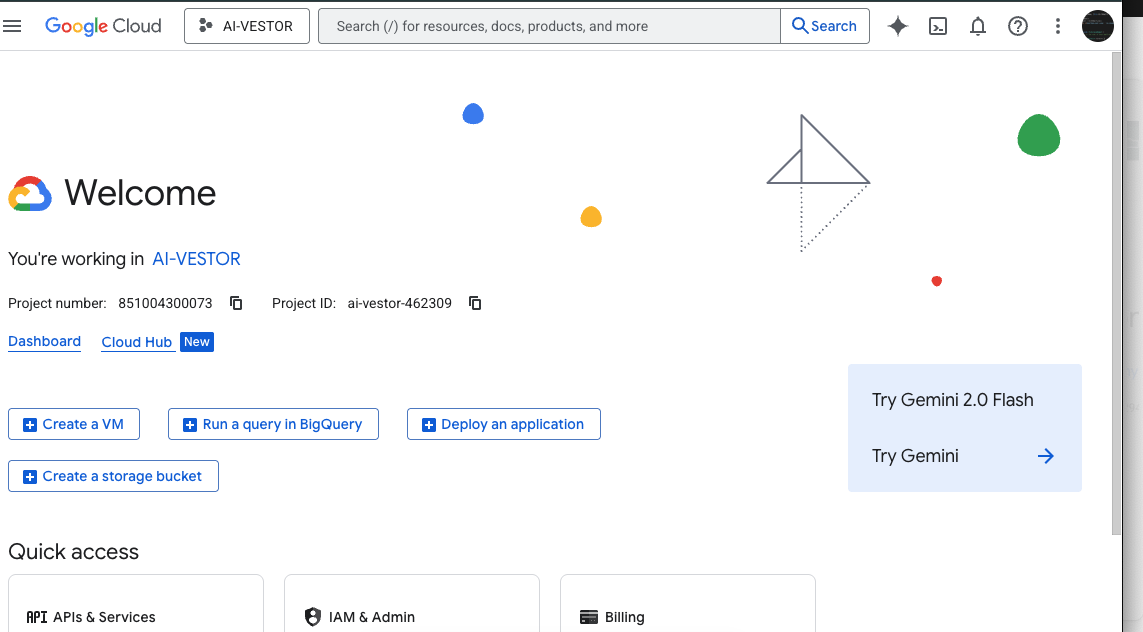 Google Cloud AI-VESTOR Search (/) for resources, docs, products, and more Search
Welcome
You're working in AI-VESTOR
Project number: 851004300073 Project ID: ai-vestor-462309
Dashboard Cloud Hub New
Create a VM Run a query in BigQuery Deploy an application
Create a storage bucket
Try Gemini 2.0 Flash
Try Gemini
Quick access
API APIs & Services IAM & Admin Billing